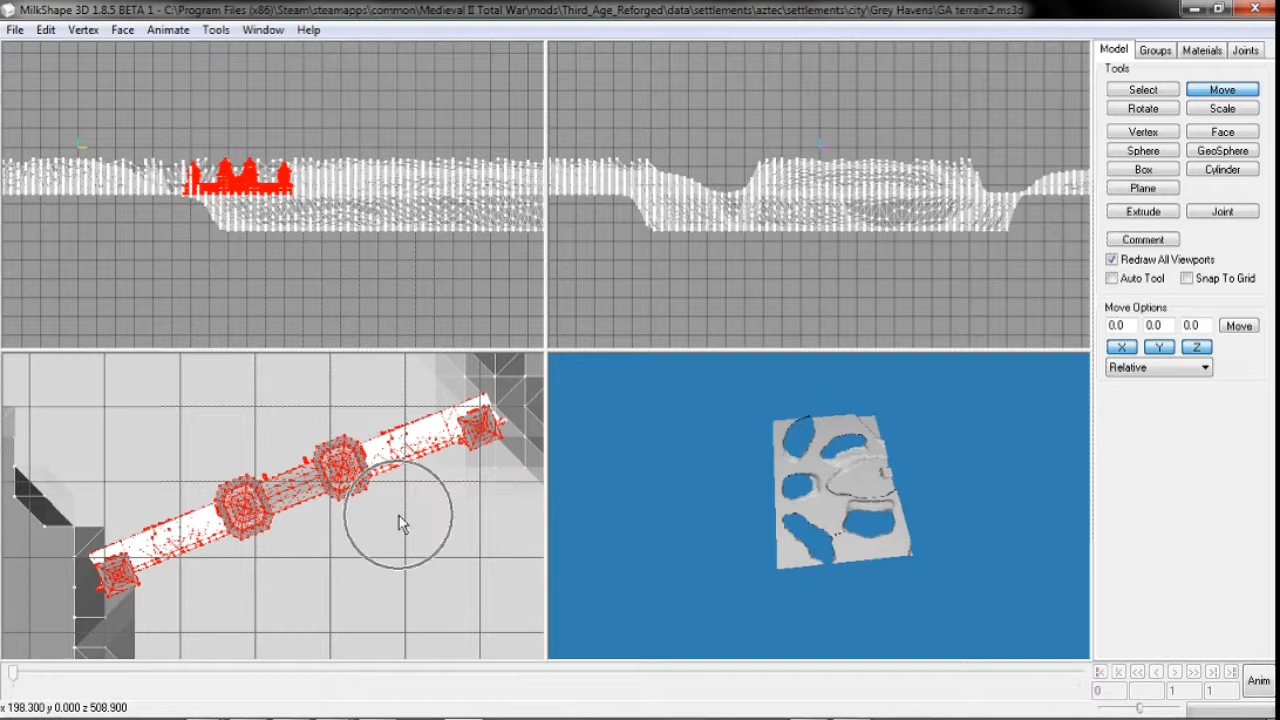 MilkShape 3D 1.8.5 BETA 1 - C:\Program Files (x86)\Steam\steamapps\common\Medieval II Total War\mods\Third_Age_Reforged\data\settlements\aztec\settlements\city\Grey Havens\GA terrain2.ms3d
File Edit Vertex Face Animate Tools Window Help
Model Groups Materials Joints
Tools
Select Move
Rotate Scale
Vertex Face
Sphere GeoSphere
Box Cylinder
Plane
Extrude Joint
Comment
Redraw All Viewports
Auto Tool Snap To Grid
Move Options
0.0 0.0 0.0 Move
X Y Z
Relative
Anim
0 1 1
x 198.300 y 0.000 z 508.900